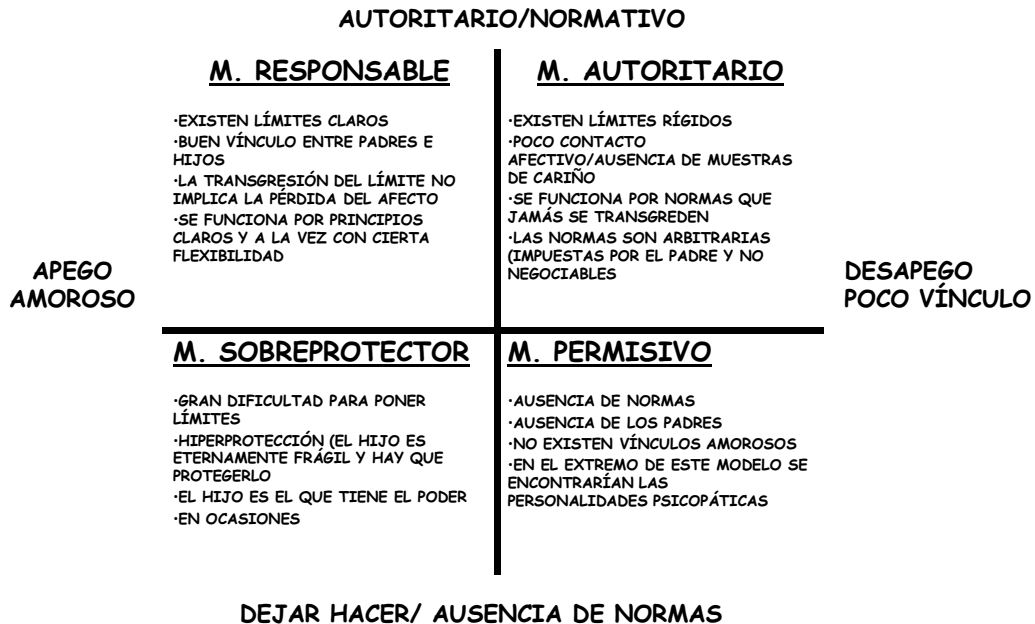 AUTORITARIO/NORMATIVO
M. RESPONSABLE
·EXISTEN LÍMITES CLAROS
·BUEN VÍNCULO ENTRE PADRES E
HIJOS
·LA TRANSGRESIÓN DEL LÍMITE NO
IMPLICA LA PÉRDIDA DEL AFECTO
·SE FUNCIONA POR PRINCIPIOS
CLAROS Y A LA VEZ CON CIERTA
FLEXIBILIDAD
M. AUTORITARIO
·EXISTEN LÍMITES RÍGIDOS
·POCO CONTACTO
AFECTIVO/AUSENCIA DE MUESTRAS
DE CARIÑO
·SE FUNCIONA POR NORMAS QUE
JAMÁS SE TRANSGREDEN
·LAS NORMAS SON ARBITRARIAS
(IMPUESTAS POR EL PADRE Y NO
NEGOCIABLES
APEGO
AMOROSO
DESAPEGO
POCO VÍNCULO
M. SOBREPROTECTOR
·GRAN DIFICULTAD PARA PONER
LÍMITES
·HIPERPROTECCIÓN (EL HIJO ES
ETERNAMENTE FRÁGIL Y HAY QUE
PROTEGERLO
·EL HIJO ES EL QUE TIENE EL PODER
·EN OCASIONES
M. PERMISIVO
·AUSENCIA DE NORMAS
·AUSENCIA DE LOS PADRES
·NO EXISTEN VÍNCULOS AMOROSOS
·EN EL EXTREMO DE ESTE MODELO SE
ENCONTRARÍAN LAS
PERSONALIDADES PSICOPÁTICAS
DEJAR HACER/ AUSENCIA DE NORMAS